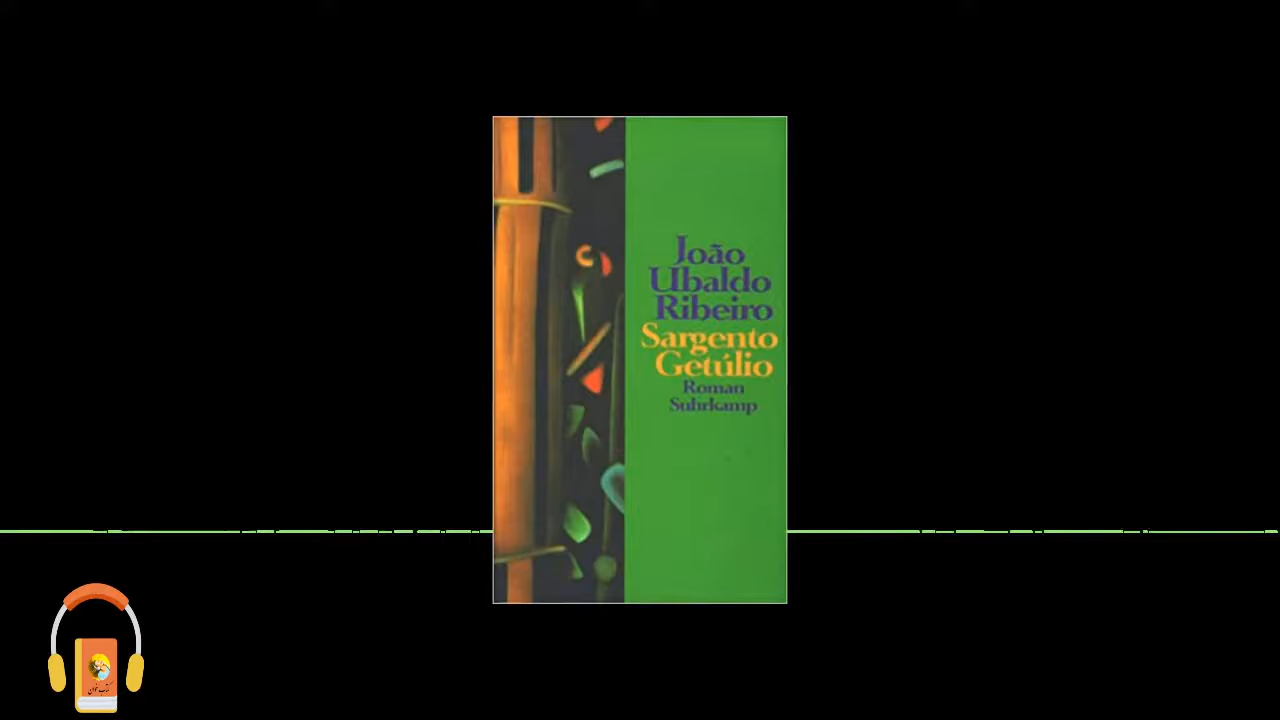 João
Ubaldo
Ribeiro
Sargento
Getúlio
Roman
Suhrkamp